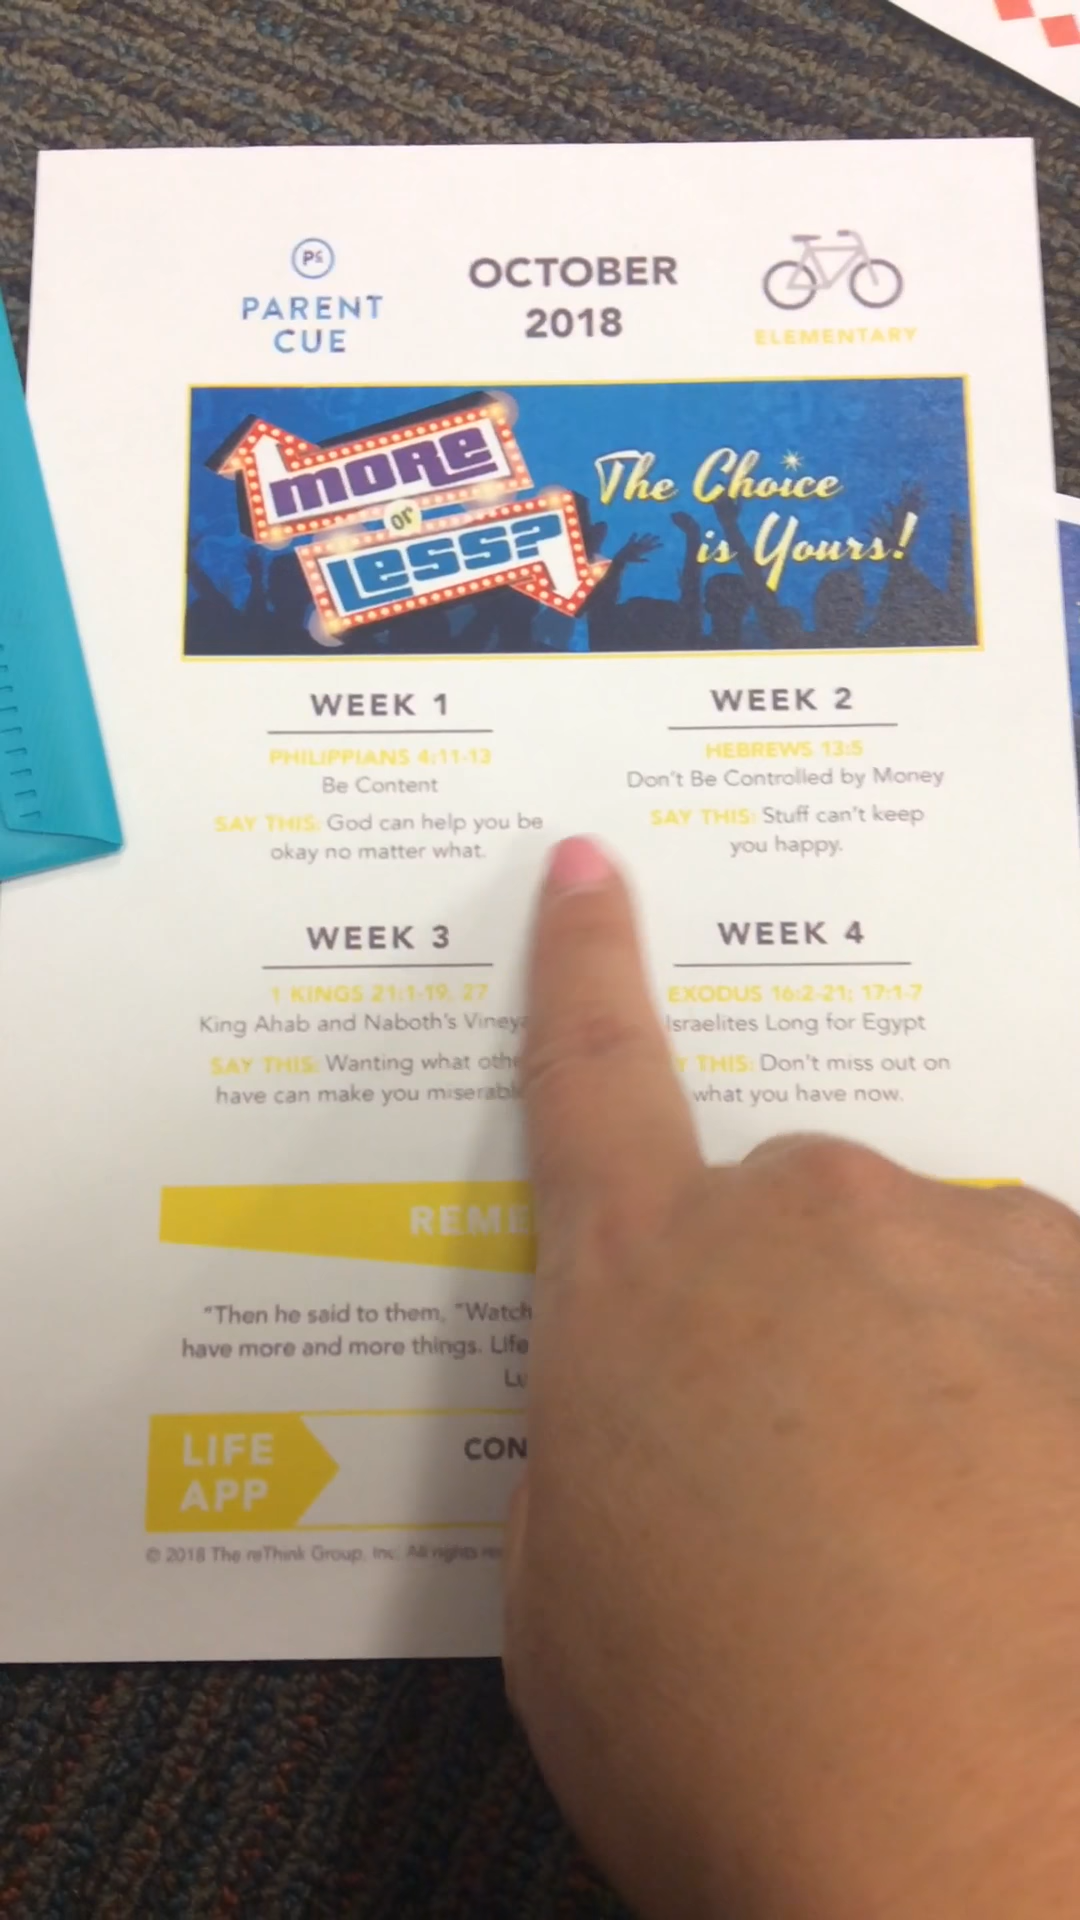 PC
PARENT
CUE
OCTOBER
2018
ELEMENTARY
MORE
or
LESS?
The Choice
is Yours!
WEEK 1
PHILIPPIANS 4:11-13
Be Content
SAY THIS: God can help you be
okay no matter what.
WEEK 2
HEBREWS 13:5
Don't Be Controlled by Money
SAY THIS: Stuff can't keep
you happy.
WEEK 3
1 KINGS 21:1-19, 27
King Ahab and Naboth's
SAY THIS: Wanting what
have can make you
WEEK 4
EXODUS 16:2-21; 17:1-7
Israelites Long for Egypt
THIS: Don't miss out on
what you have now.
"Then he said to them, "Watch
have more and more things. Life
LIFE
APP
© 2018 The reThink Group, Inc. All rights